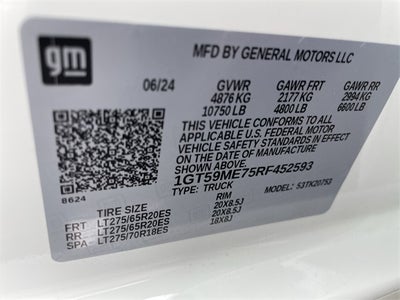 gm
MFD BY GENERAL MOTORS LLC
06/24 GVWR GAWR FRT GAWR RR
4876 KG 2177 KG 2994 KG
10750 LB 4800 LB 6600 LB
THIS VEHICLE CONFORMS TO ALL
APPLICABLE U.S. FEDERAL MOTOR
VEHICLE SAFETY STANDARDS IN EFFECT
ON THE DATE OF MANUFACTURE
SHOWN ABOVE.
1GT59ME75RF452593
8624 TYPE: TRUCK MODEL: 53TK20753
TIRE SIZE RIM
FRT LT275/65R20ES 20X8.5J
RR LT275/65R20ES 20X8.5J
SPA LT275/70R18ES 18X8J